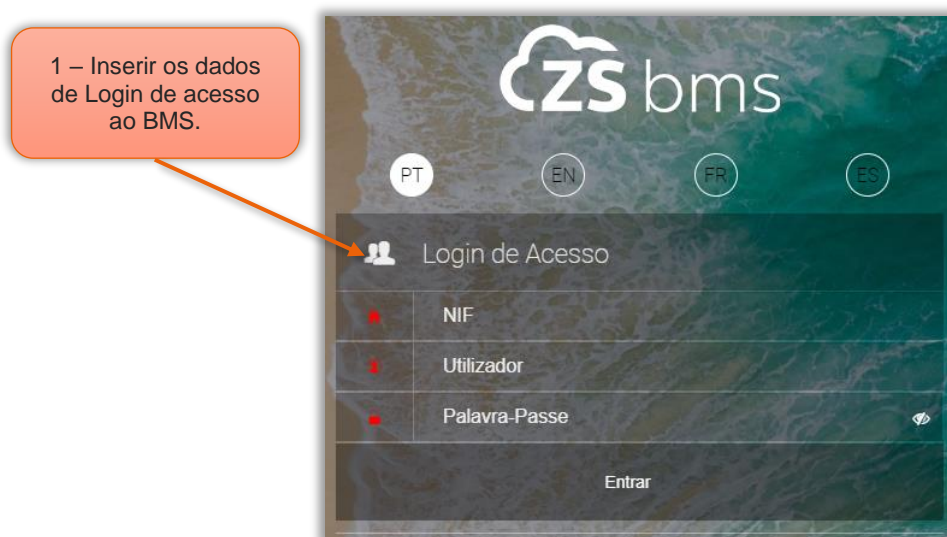 1 – Inserir os dados
de Login de acesso
ao BMS.
ZS bms
PT EN FR ES
Login de Acesso
NIF
Utilizador
Palavra-Passe
Entrar